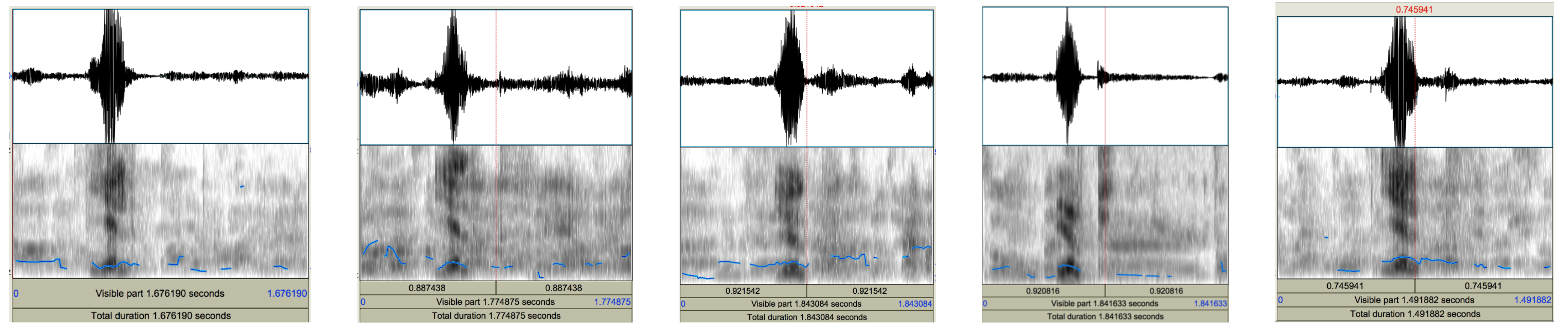 0 Visible part 1.676190 seconds 1.676190
Total duration 1.676190 seconds
0.887438 0.887438
0 Visible part 1.774875 seconds 1.774875
Total duration 1.774875 seconds
0.921542 0.921542
0 Visible part 1.843084 seconds 1.843084
Total duration 1.843084 seconds
0.920816 0.920816
0 Visible part 1.841633 seconds 1.841633
Total duration 1.841633 seconds
0.745941
0.745941 0.745941
0 Visible part 1.491882 seconds 1.491882
Total duration 1.491882 seconds